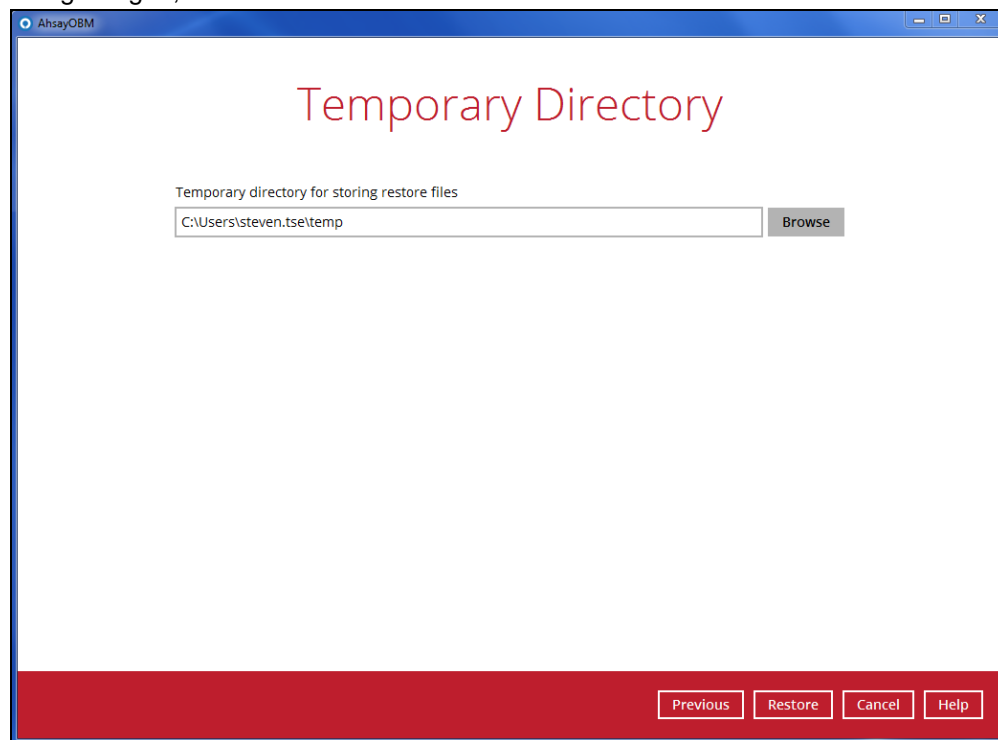 AhsayOBM
Temporary Directory
Temporary directory for storing restore files
C:\Users\steven.tse\temp
Browse
Previous
Restore
Cancel
Help